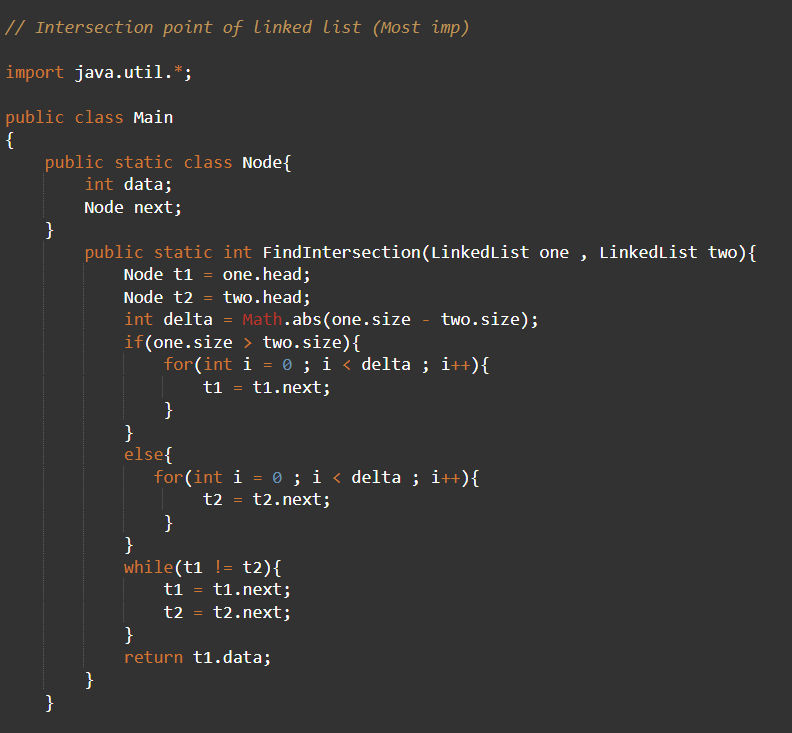 // Intersection point of linked list (Most imp)
import java.util.*;
public class Main
{
    public static class Node{
        int data;
        Node next;
    }
        public static int FindIntersection(LinkedList one , LinkedList two){
            Node t1 = one.head;
            Node t2 = two.head;
            int delta = Math.abs(one.size - two.size);
            if(one.size > two.size){
                for(int i = 0 ; i < delta ; i++){
                    t1 = t1.next;
                }
            }
            else{
               for(int i = 0 ; i < delta ; i++){
                    t2 = t2.next;
                }
            }
            while(t1 != t2){
                t1 = t1.next;
                t2 = t2.next;
            }
            return t1.data;
        }
    }